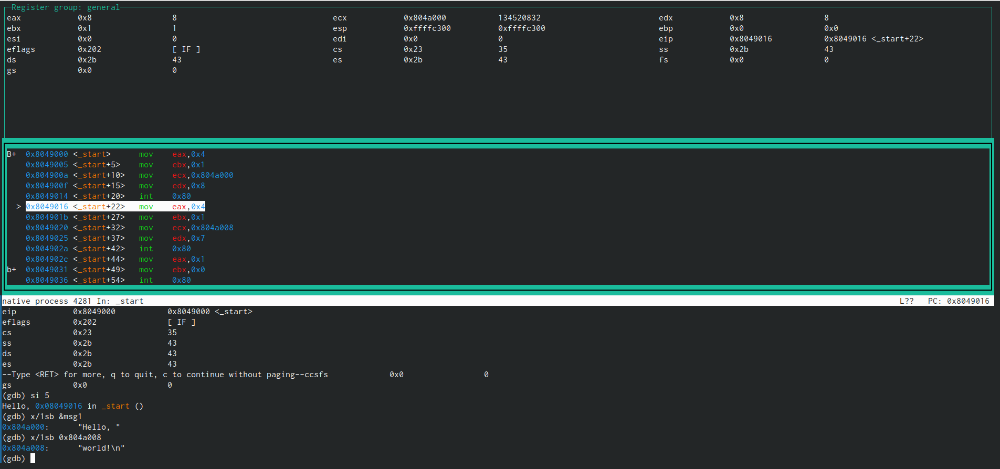 Register group: general
eax 0x8 8 ecx 0x804a000 134520832 edx 0x8 8
ebx 0x1 1 esp 0xffffc300 0xffffc300 ebp 0x0 0x0
esi 0x0 0 edi 0x0 0 eip 0x8049016 0x8049016 <_start+22>
eflags 0x202 [ IF ] cs 0x23 35 ss 0x2b 43
ds 0x2b 43 es 0x2b 43 fs 0x0 0
gs 0x0 0
B+ 0x8049000 <_start> mov eax,0x4
0x8049005 <_start+5> mov ebx,0x1
0x804900a <_start+10> mov ecx,0x804a000
0x804900f <_start+15> mov edx,0x8
0x8049014 <_start+20> int 0x80
> 0x8049016 <_start+22> mov eax,0x4
0x804901b <_start+27> mov ebx,0x1
0x8049020 <_start+32> mov ecx,0x804a008
0x8049025 <_start+37> mov edx,0x7
0x804902a <_start+42> int 0x80
0x804902c <_start+44> mov eax,0x1
b+ 0x8049031 <_start+49> mov ebx,0x0
0x8049036 <_start+54> int 0x80
native process 4281 In: _start L?? PC: 0x8049016
eip 0x8049000 0x8049000 <_start>
eflags 0x202 [ IF ]
cs 0x23 35
ss 0x2b 43
ds 0x2b 43
es 0x2b 43
--Type <RET> for more, q to quit, c to continue without paging--ccsfs 0x0 0
gs 0x0 0
(gdb) si 5
Hello, 0x08049016 in _start ()
(gdb) x/1sb &msg1
0x804a000: "Hello, "
(gdb) x/1sb 0x804a008
0x804a008: "world!\n"
(gdb)